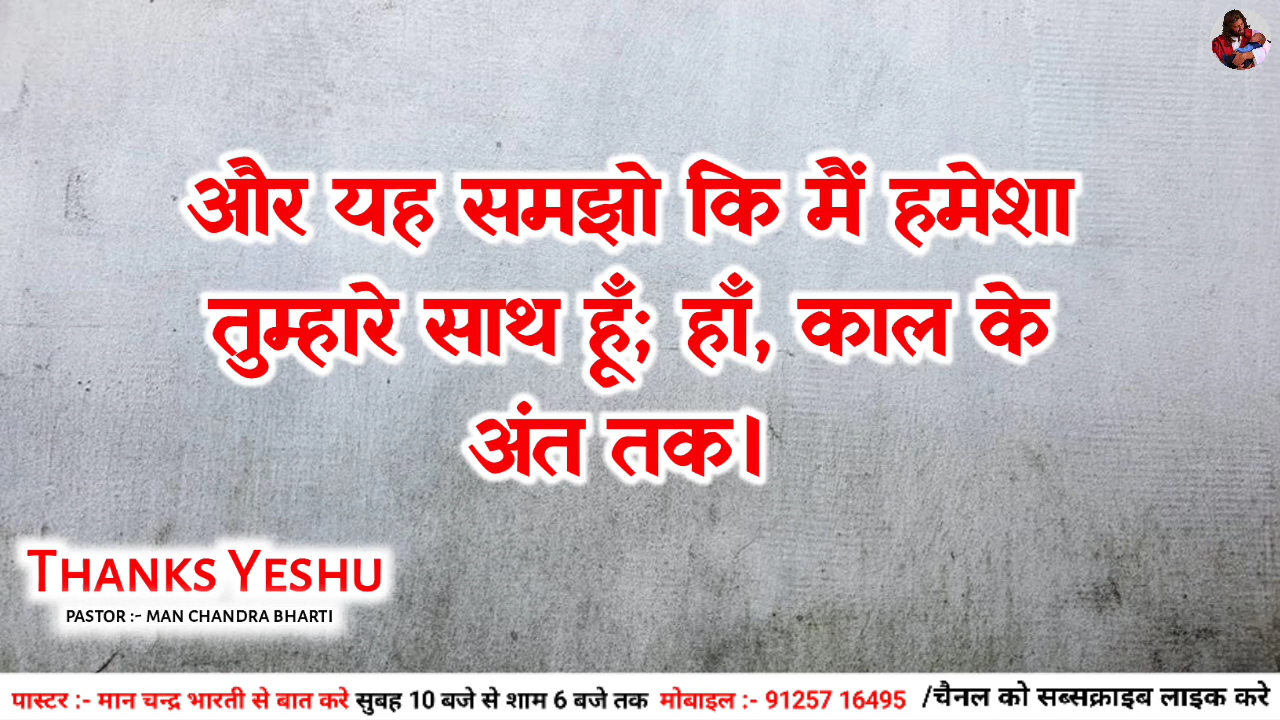 और यह समझो कि मैं हमेशा
तुम्हारे साथ हूँ; हाँ, काल के
अंत तक।
THANKS YESHU
PASTOR :- MAN CHANDRA BHARTI
पास्टर :- मान चन्द्र भारती से बात करे सुबह 10 बजे से शाम 6 बजे तक मोबाइल :- 91257 16495 /चैनल को सब्सक्राइब लाइक करे